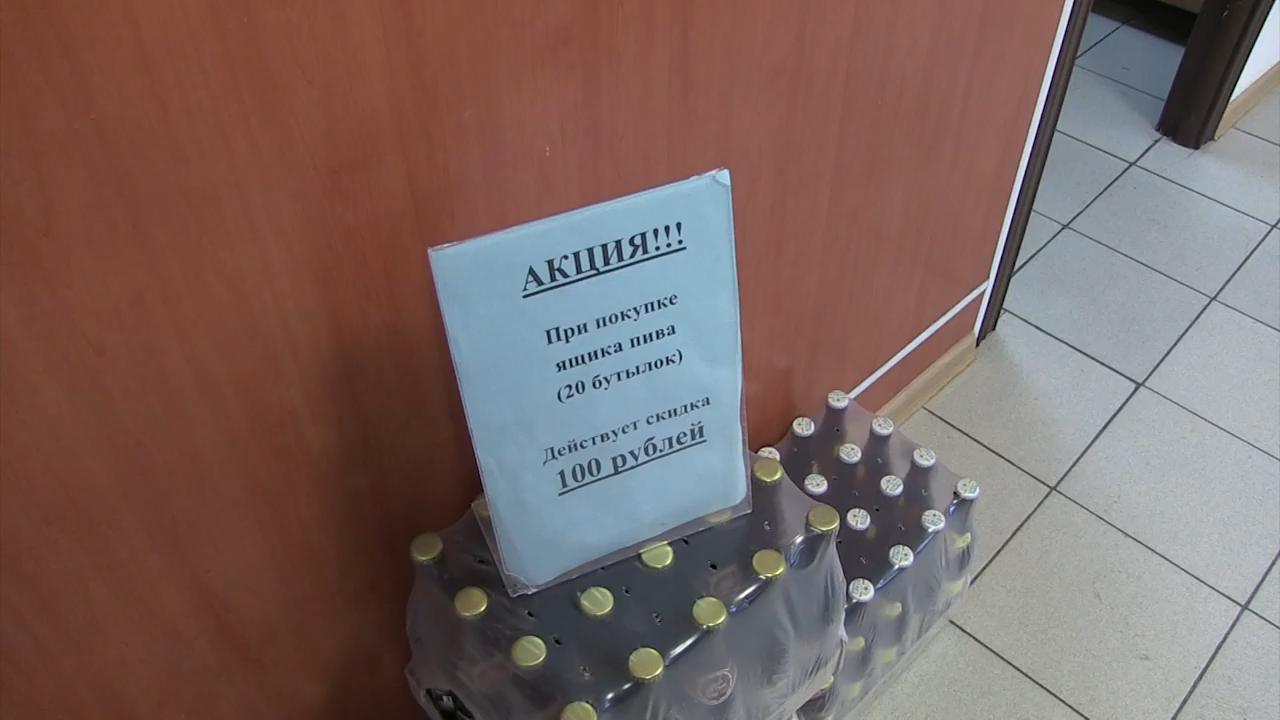 АКЦИЯ!!!
При покупке
ящика пива
(20 бутылок)
Действует скидка
100 рублей